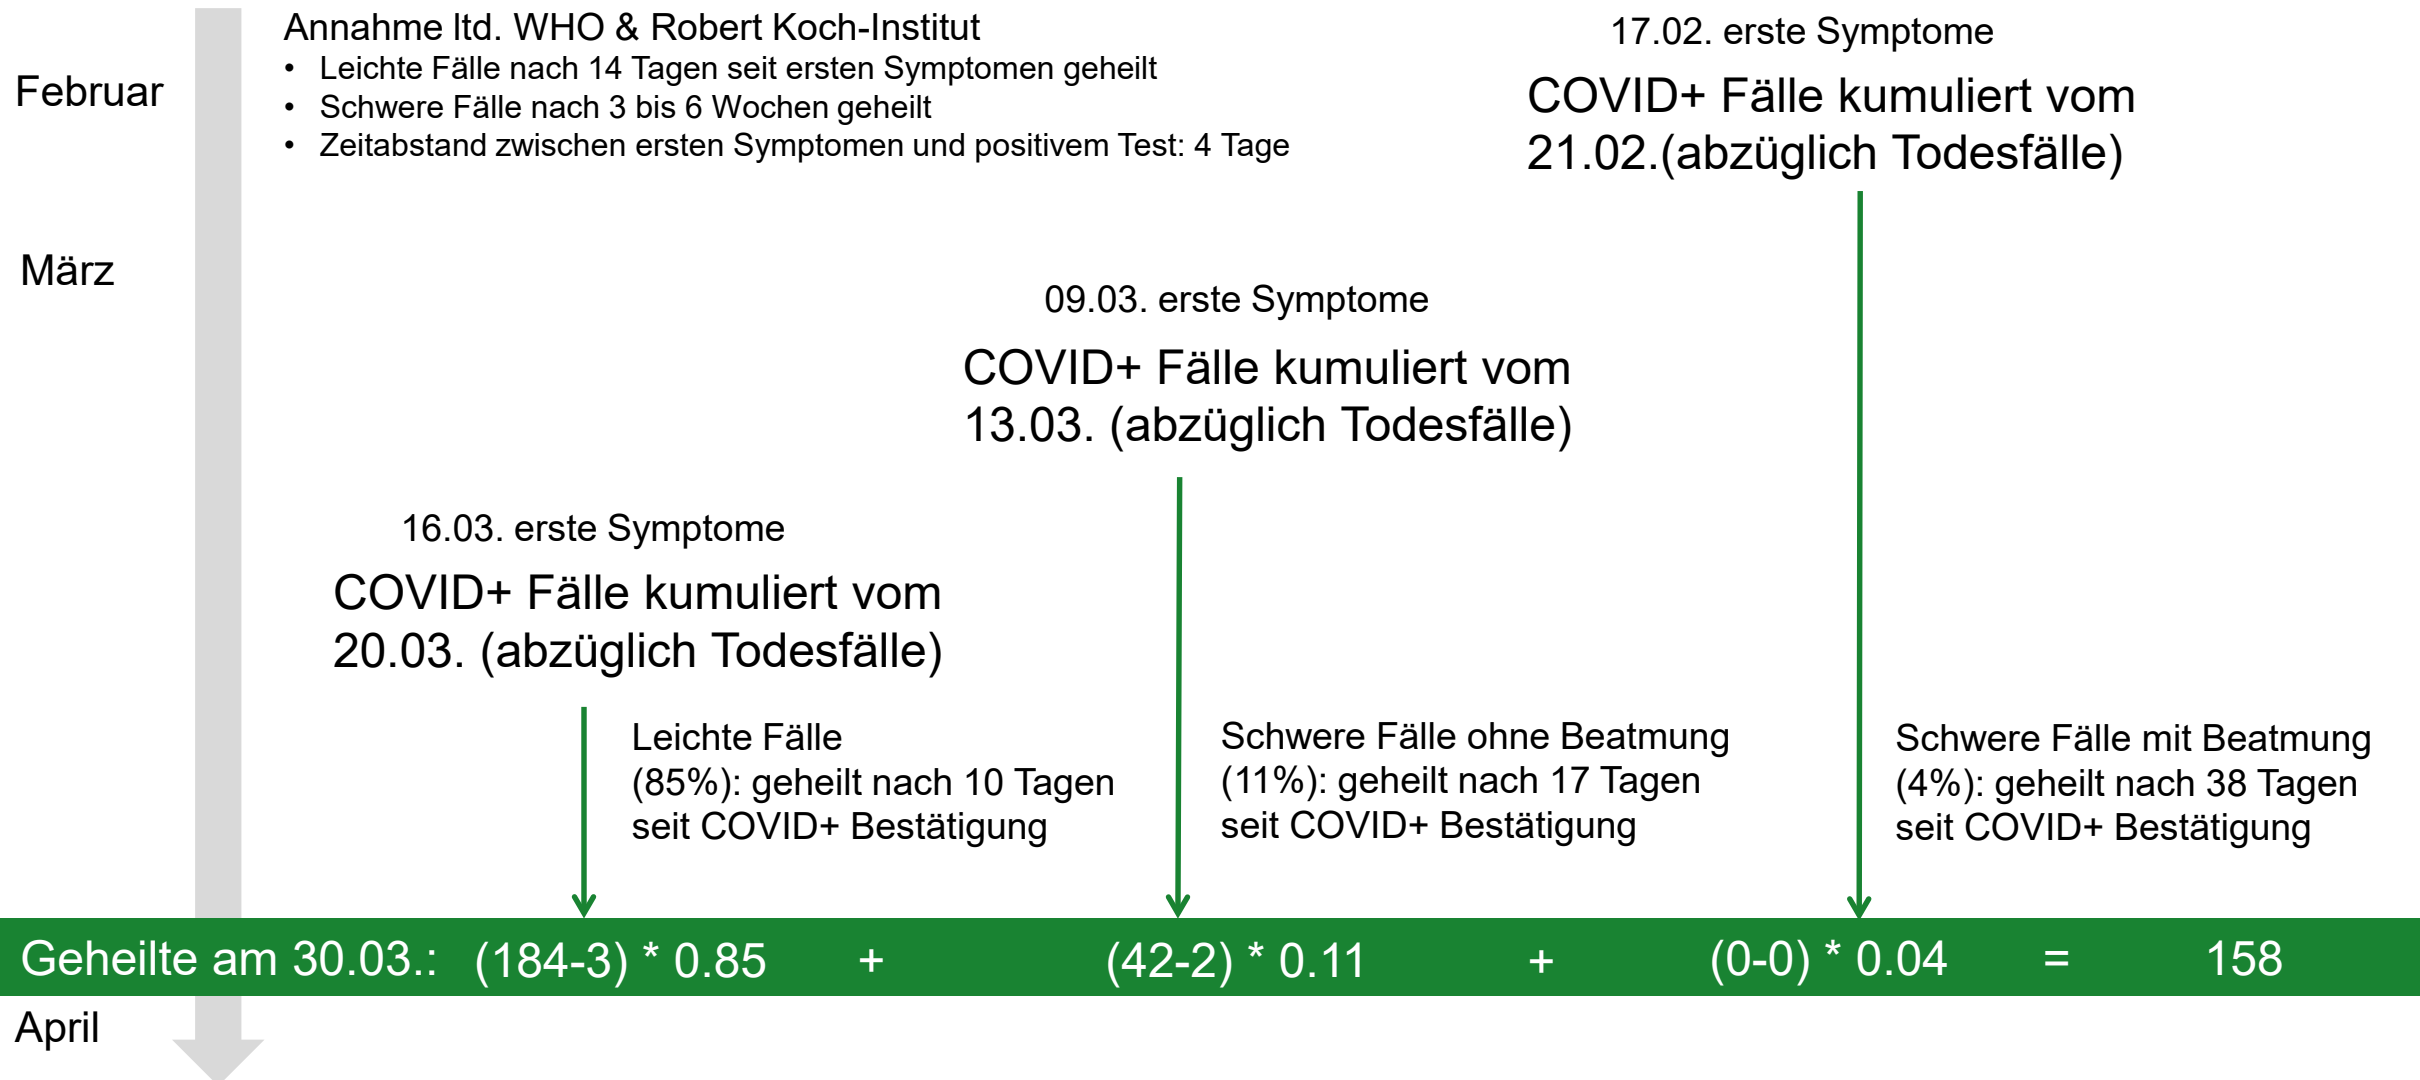 Februar
Annahme ltd. WHO & Robert Koch-Institut
• Leichte Fälle nach 14 Tagen seit ersten Symptomen geheilt
• Schwere Fälle nach 3 bis 6 Wochen geheilt
• Zeitabstand zwischen ersten Symptomen und positivem Test: 4 Tage
17.02. erste Symptome
COVID+ Fälle kumuliert vom
21.02.(abzüglich Todesfälle)
März
09.03. erste Symptome
COVID+ Fälle kumuliert vom
13.03. (abzüglich Todesfälle)
16.03. erste Symptome
COVID+ Fälle kumuliert vom
20.03. (abzüglich Todesfälle)
Leichte Fälle
(85%): geheilt nach 10 Tagen
seit COVID+ Bestätigung
Schwere Fälle ohne Beatmung
(11%): geheilt nach 17 Tagen
seit COVID+ Bestätigung
Schwere Fälle mit Beatmung
(4%): geheilt nach 38 Tagen
seit COVID+ Bestätigung
Geheilte am 30.03.: (184-3) * 0.85 + (42-2) * 0.11 + (0-0) * 0.04 = 158
April